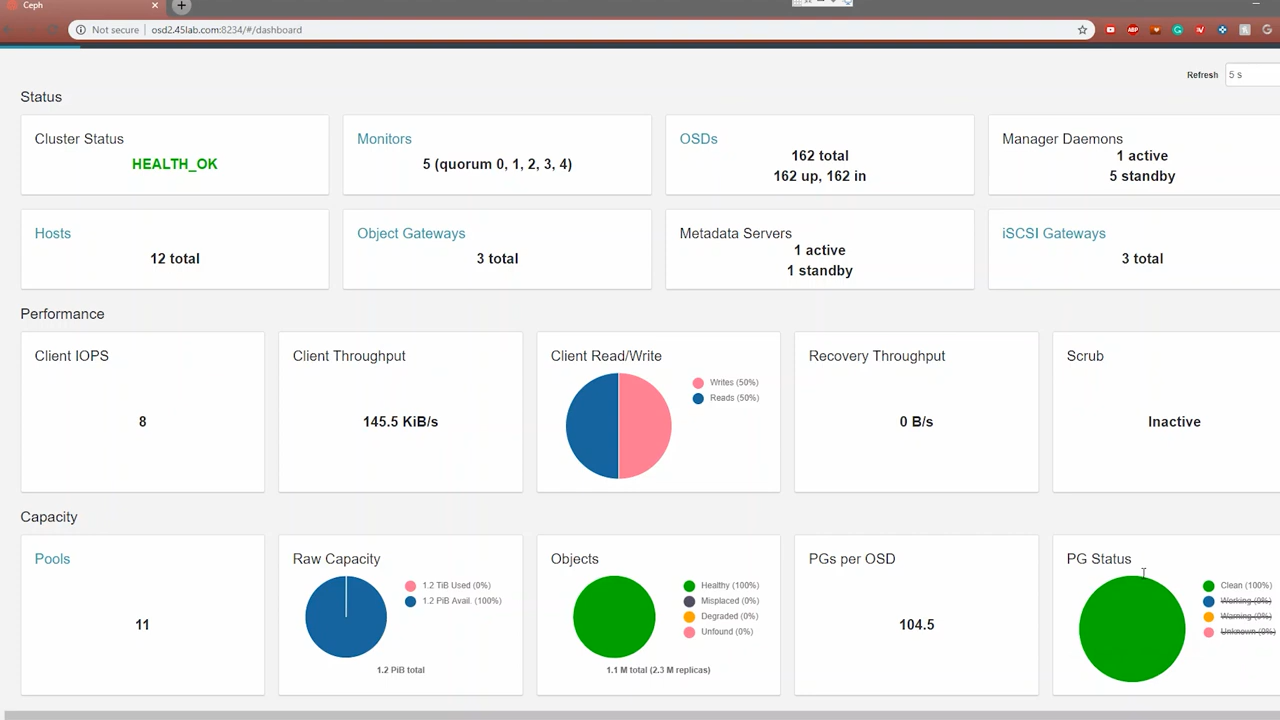 Ceph
Not secure osd2.45lab.com:8234/#/dashboard
Refresh 5 s
Status
Cluster Status
HEALTH_OK
Monitors
5 (quorum 0, 1, 2, 3, 4)
OSDs
162 total
162 up, 162 in
Manager Daemons
1 active
5 standby
Hosts
12 total
Object Gateways
3 total
Metadata Servers
1 active
1 standby
iSCSI Gateways
3 total
Performance
Client IOPS
8
Client Throughput
145.5 KiB/s
Client Read/Write
Writes (50%)
Reads (50%)
Recovery Throughput
0 B/s
Scrub
Inactive
Capacity
Pools
11
Raw Capacity
1.2 TiB Used (0%)
1.2 PiB Avail. (100%)
1.2 PiB total
Objects
Healthy (100%)
Misplaced (0%)
Degraded (0%)
Unfound (0%)
1.1 M total (2.3 M replicas)
PGs per OSD
104.5
PG Status
Clean (100%)
Working (0%)
Warning (0%)
Unknown (0%)